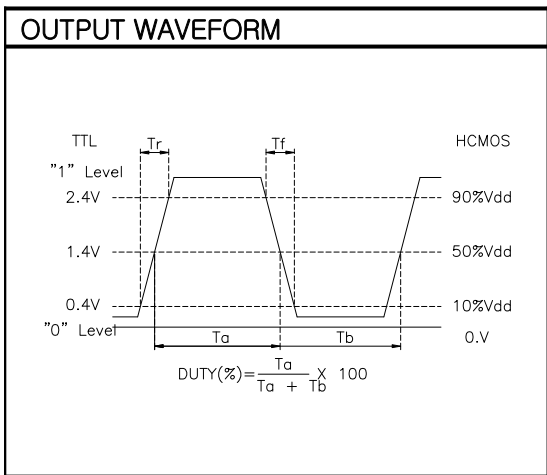 OUTPUT WAVEFORM
TTL Tr Tf HCMOS
"1" Level
2.4V 90%Vdd
1.4V 50%Vdd
0.4V 10%Vdd
"0" Level Ta Tb 0.V
DUTY(%)= Ta / Ta + Tb X 100